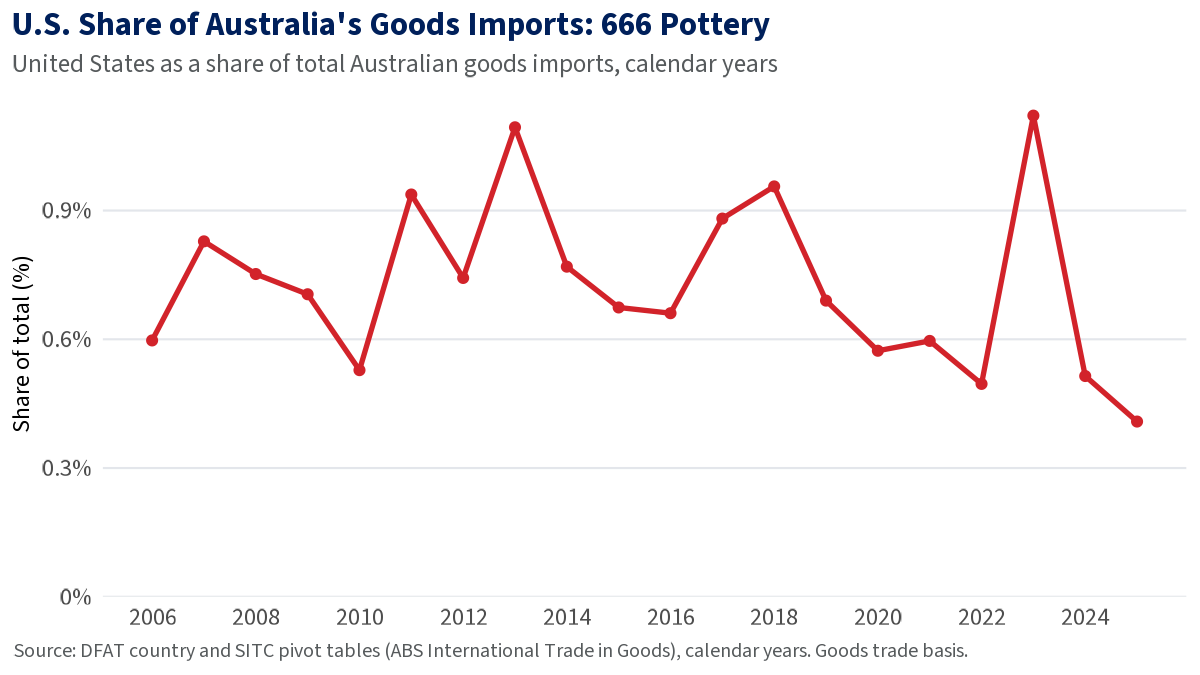 U.S. Share of Australia's Goods Imports: 666 Pottery
United States as a share of total Australian goods imports, calendar years
Share of total (%)
0.9%
0.6%
0.3%
0%
2006 2008 2010 2012 2014 2016 2018 2020 2022 2024
Source: DFAT country and SITC pivot tables (ABS International Trade in Goods), calendar years. Goods trade basis.